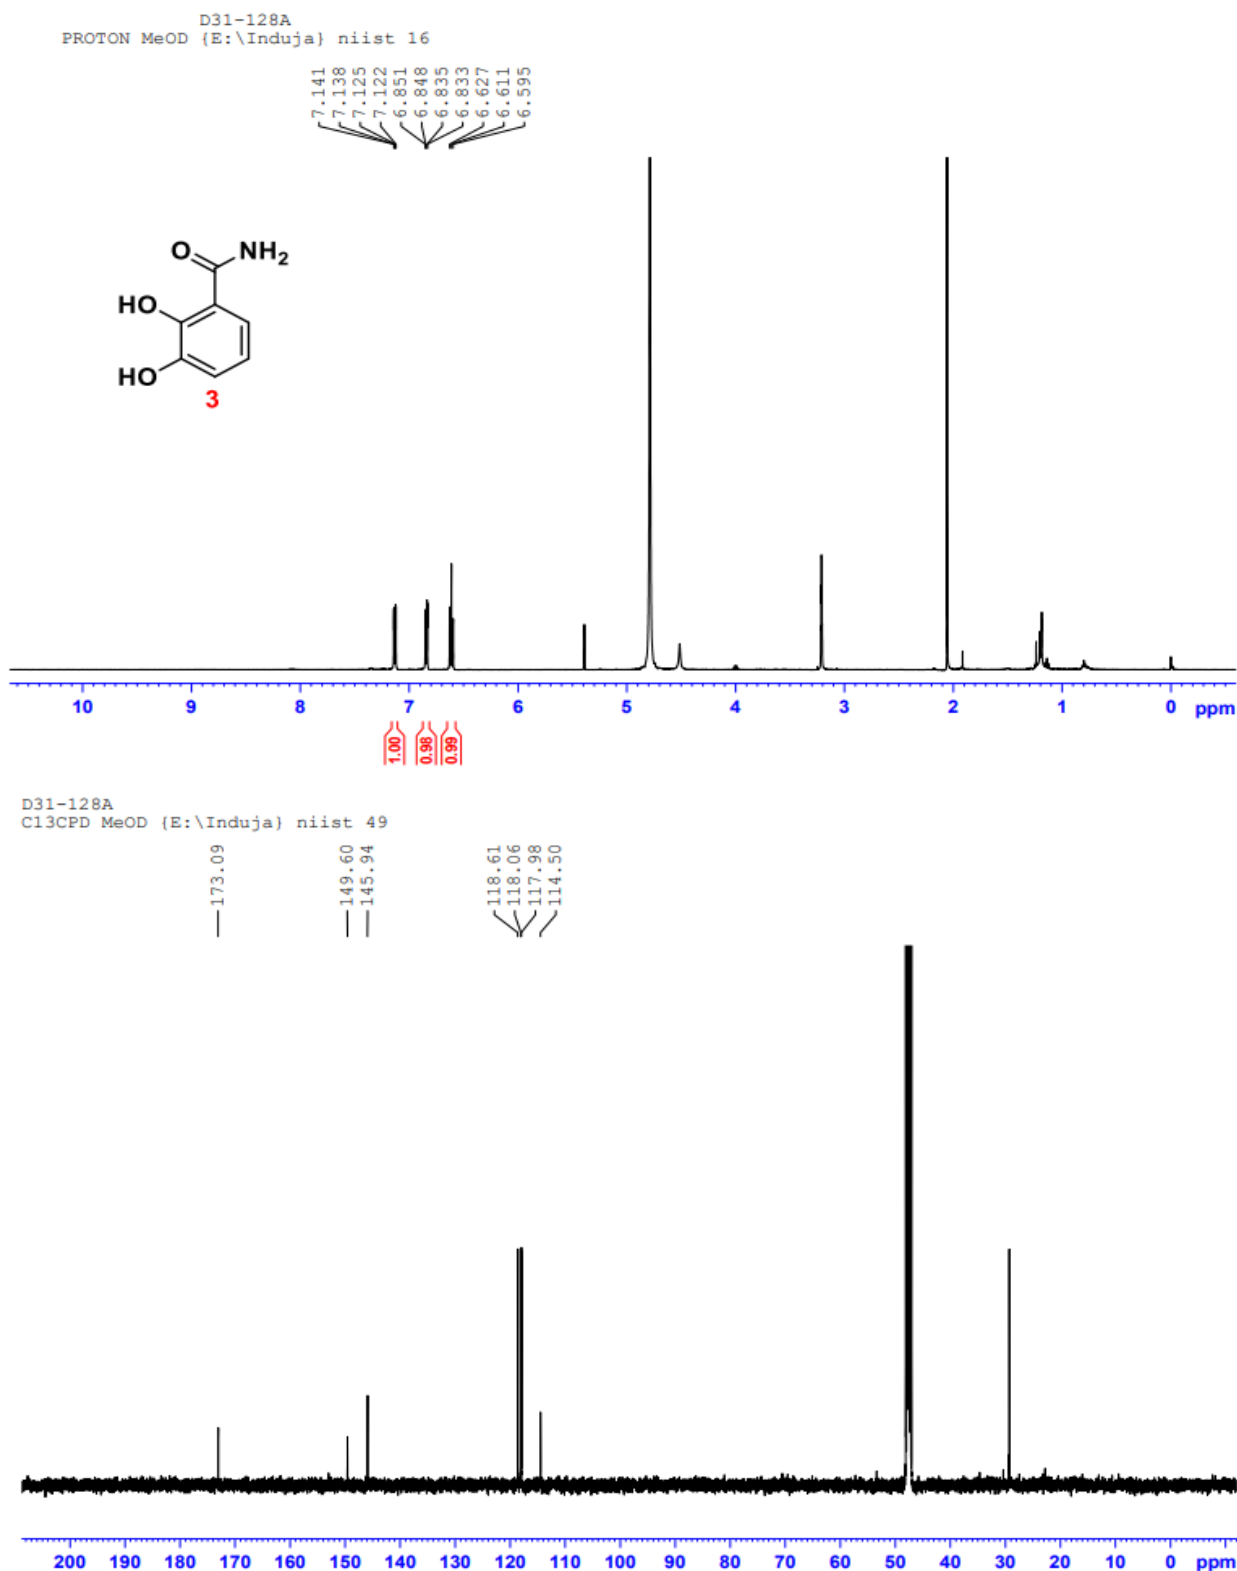 D31-128A
PROTON MeOD {E:\Induja} niist 16
7.141
7.138
7.125
7.122
6.851
6.848
6.835
6.833
6.627
6.611
6.595
O
NH2
HO
HO
3
10 9 8 7 6 5 4 3 2 1 0 ppm
1.00
0.98
0.99
D31-128A
C13CPD MeOD {E:\Induja} niist 49
173.09
149.60
145.94
118.61
118.06
117.98
114.50
200 190 180 170 160 150 140 130 120 110 100 90 80 70 60 50 40 30 20 10 0 ppm